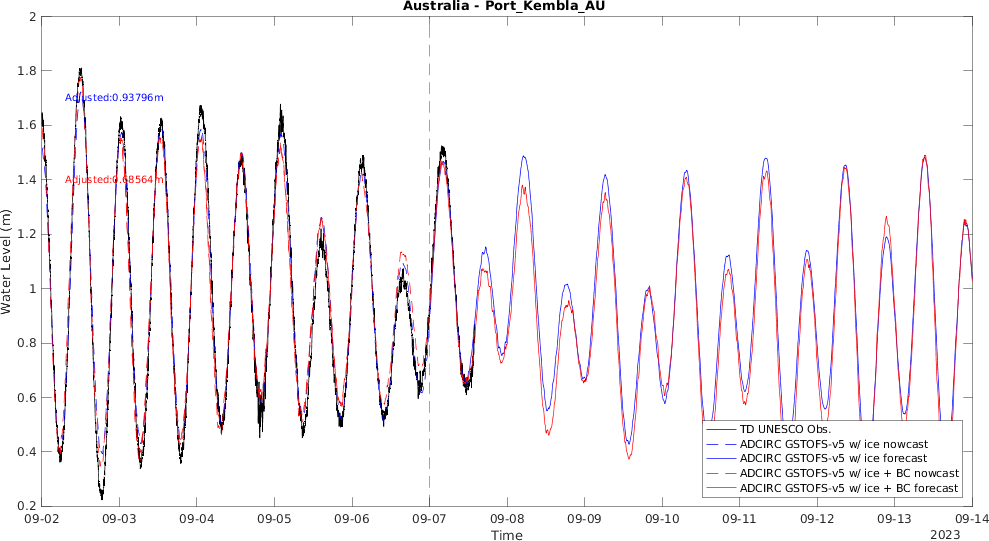 Australia - Port_Kembla_AU
2
1.8
Adjusted:0.93796m
1.6
1.4
Adjusted:0.68564m
1.2
1
0.8
0.6
0.4
0.2
Water Level (m)
TD UNESCO Obs.
ADCIRC GSTOFS-v5 w/ ice nowcast
ADCIRC GSTOFS-v5 w/ ice forecast
ADCIRC GSTOFS-v5 w/ ice + BC nowcast
ADCIRC GSTOFS-v5 w/ ice + BC forecast
09-02 09-03 09-04 09-05 09-06 09-07 09-08 09-09 09-10 09-11 09-12 09-13 09-14
Time
2023